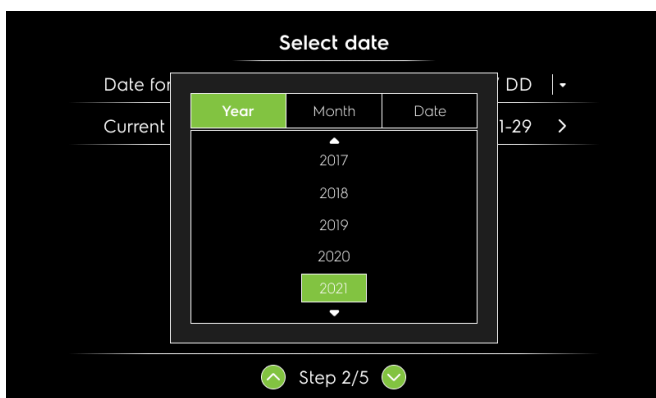 Select date
Date for DD
Current 1-29
Year Month Date
2017
2018
2019
2020
2021
Step 2/5